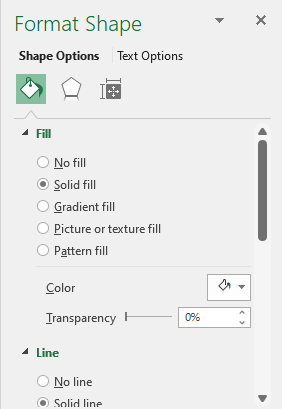 Format Shape
Shape Options Text Options
Fill
No fill
Solid fill
Gradient fill
Picture or texture fill
Pattern fill
Color
Transparency 0%
Line
No line
Solid line